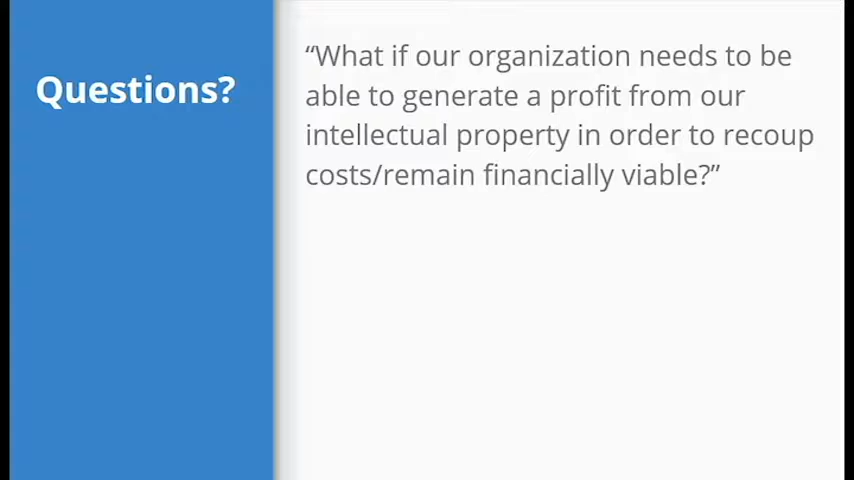 Questions?
“What if our organization needs to be
able to generate a profit from our
intellectual property in order to recoup
costs/remain financially viable?”